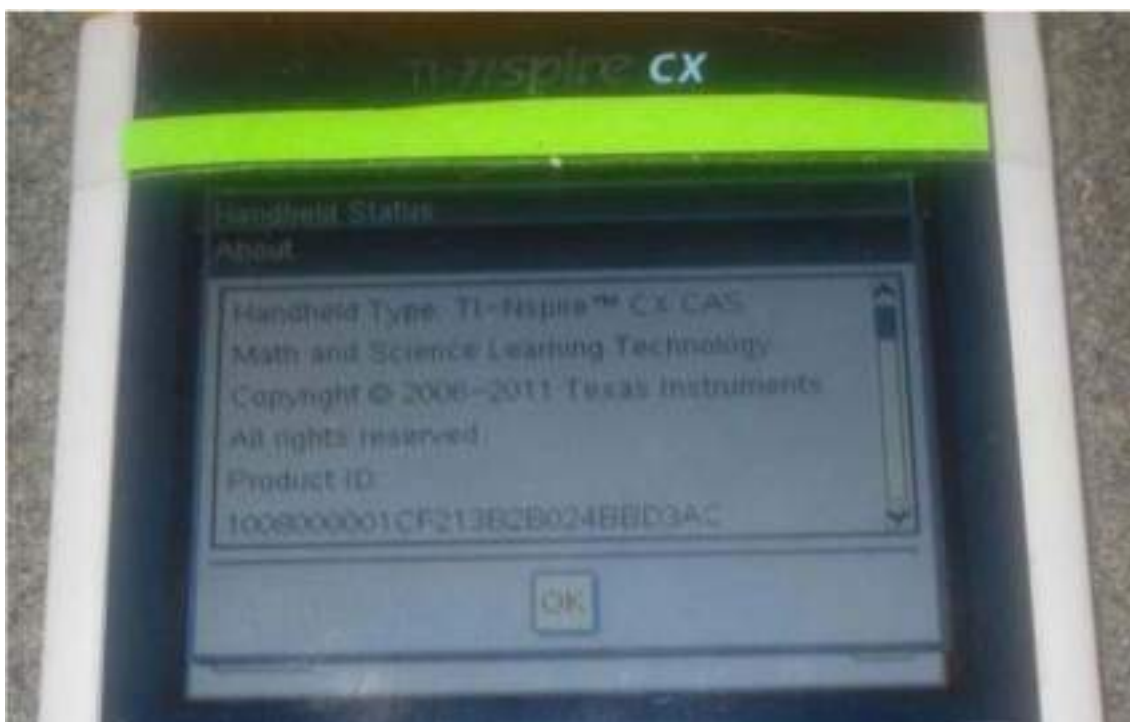 TI-nspire CX
Handheld Status
About
Handheld Type: TI-Nspire™ CX CAS
Math and Science Learning Technology
Copyright © 2006-2011 Texas Instruments
All rights reserved.
Product ID:
1008000001CF213B2B024BBD3AC
OK